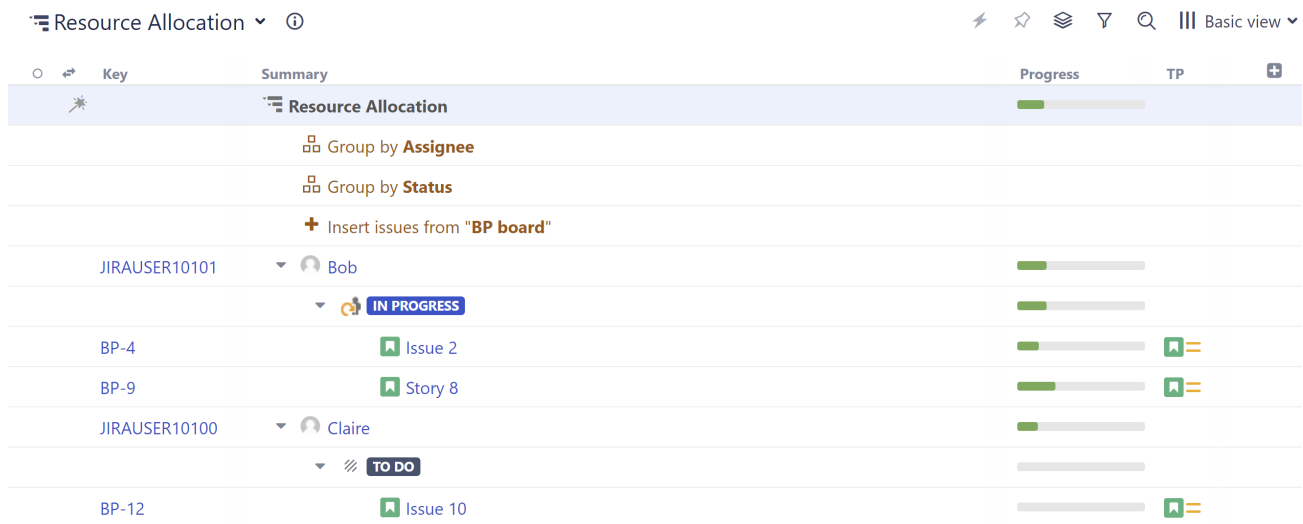 Resource Allocation
Basic view
Key Summary Progress TP
Resource Allocation
Group by Assignee
Group by Status
Insert issues from "BP board"
JIRAUSER10101 Bob
IN PROGRESS
BP-4 Issue 2
BP-9 Story 8
JIRAUSER10100 Claire
TO DO
BP-12 Issue 10